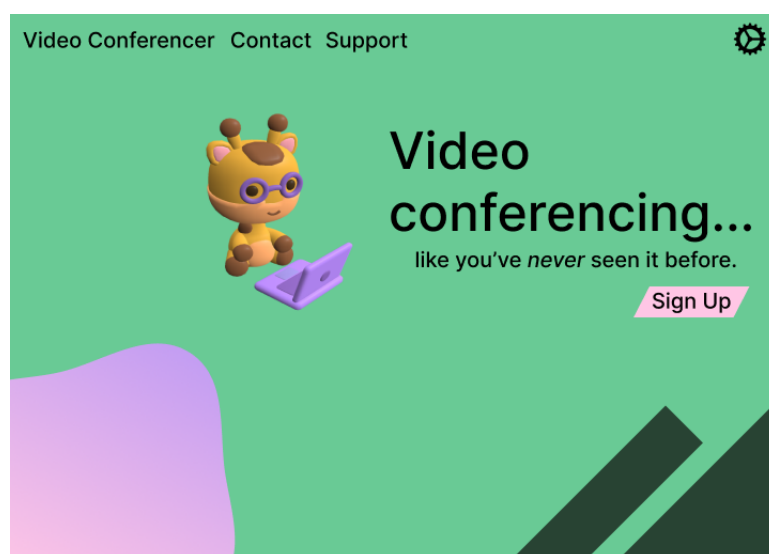 Video Conferencer Contact Support
Video
conferencing...
like you’ve never seen it before.
Sign Up